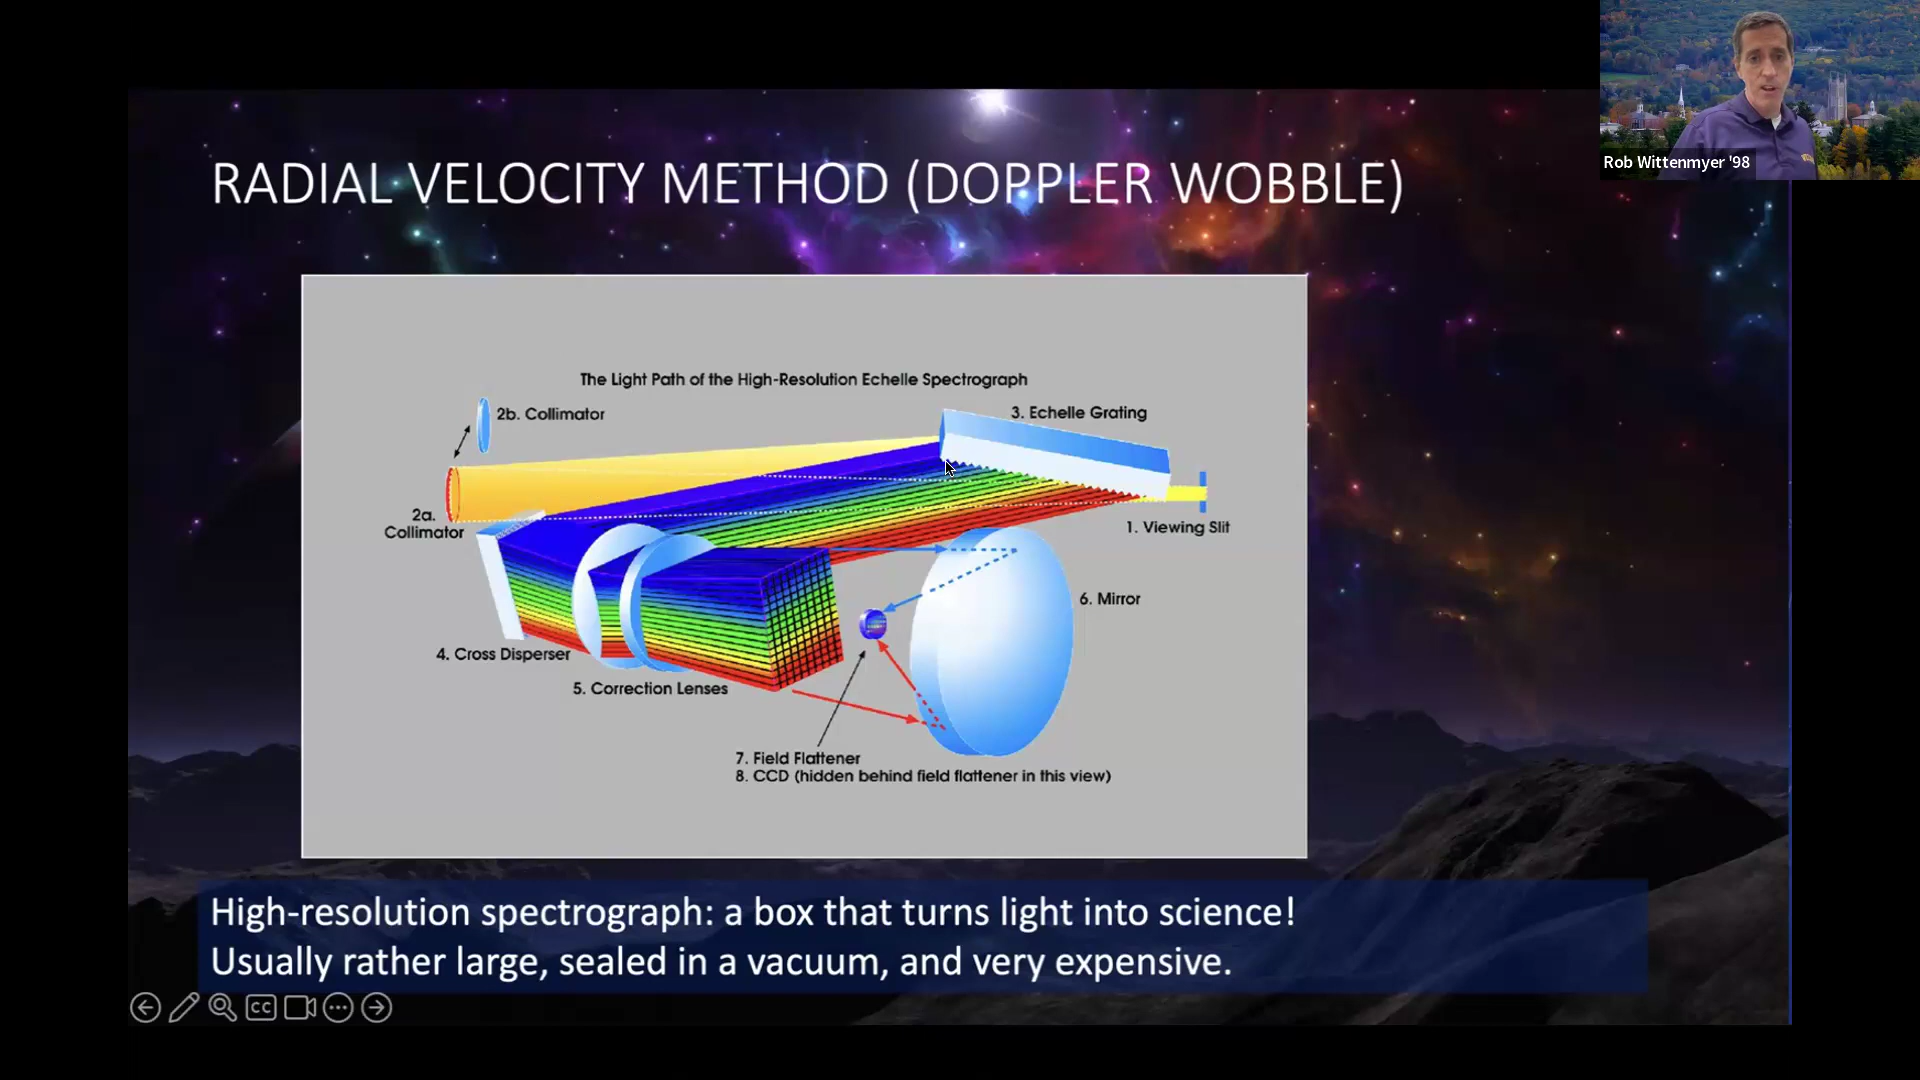 Rob Wittenmyer '98
RADIAL VELOCITY METHOD (DOPPLER WOBBLE)
The Light Path of the High-Resolution Echelle Spectrograph
2b. Collimator
3. Echelle Grating
2a.
Collimator
1. Viewing Slit
6. Mirror
4. Cross Disperser
5. Correction Lenses
7. Field Flattener
8. CCD (hidden behind field flattener in this view)
High-resolution spectrograph: a box that turns light into science!
Usually rather large, sealed in a vacuum, and very expensive.
CC